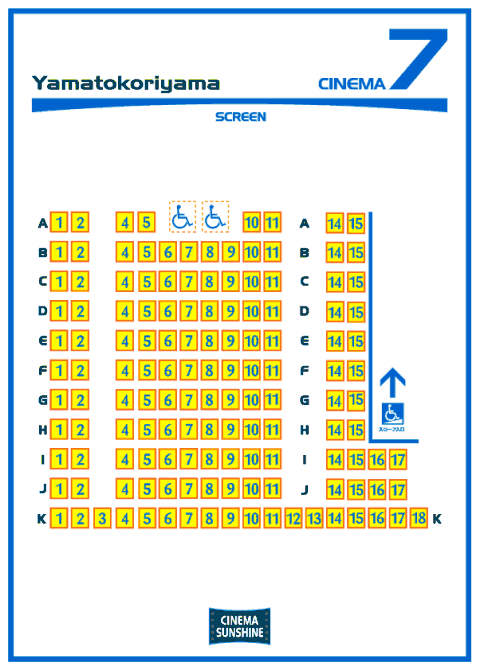 7
Yamatokoriyama CINEMA
SCREEN
A 1 2 4 5 10 11 A 14 15
B 1 2 4 5 6 7 8 9 10 11 B 14 15
C 1 2 4 5 6 7 8 9 10 11 C 14 15
D 1 2 4 5 6 7 8 9 10 11 D 14 15
E 1 2 4 5 6 7 8 9 10 11 E 14 15
F 1 2 4 5 6 7 8 9 10 11 F 14 15
G 1 2 4 5 6 7 8 9 10 11 G 14 15
スロープ入口
H 1 2 4 5 6 7 8 9 10 11 H 14 15
I 1 2 4 5 6 7 8 9 10 11 I 14 15 16 17
J 1 2 4 5 6 7 8 9 10 11 J 14 15 16 17
K 1 2 3 4 5 6 7 8 9 10 11 12 13 14 15 16 17 18 K
CINEMA
SUNSHINE